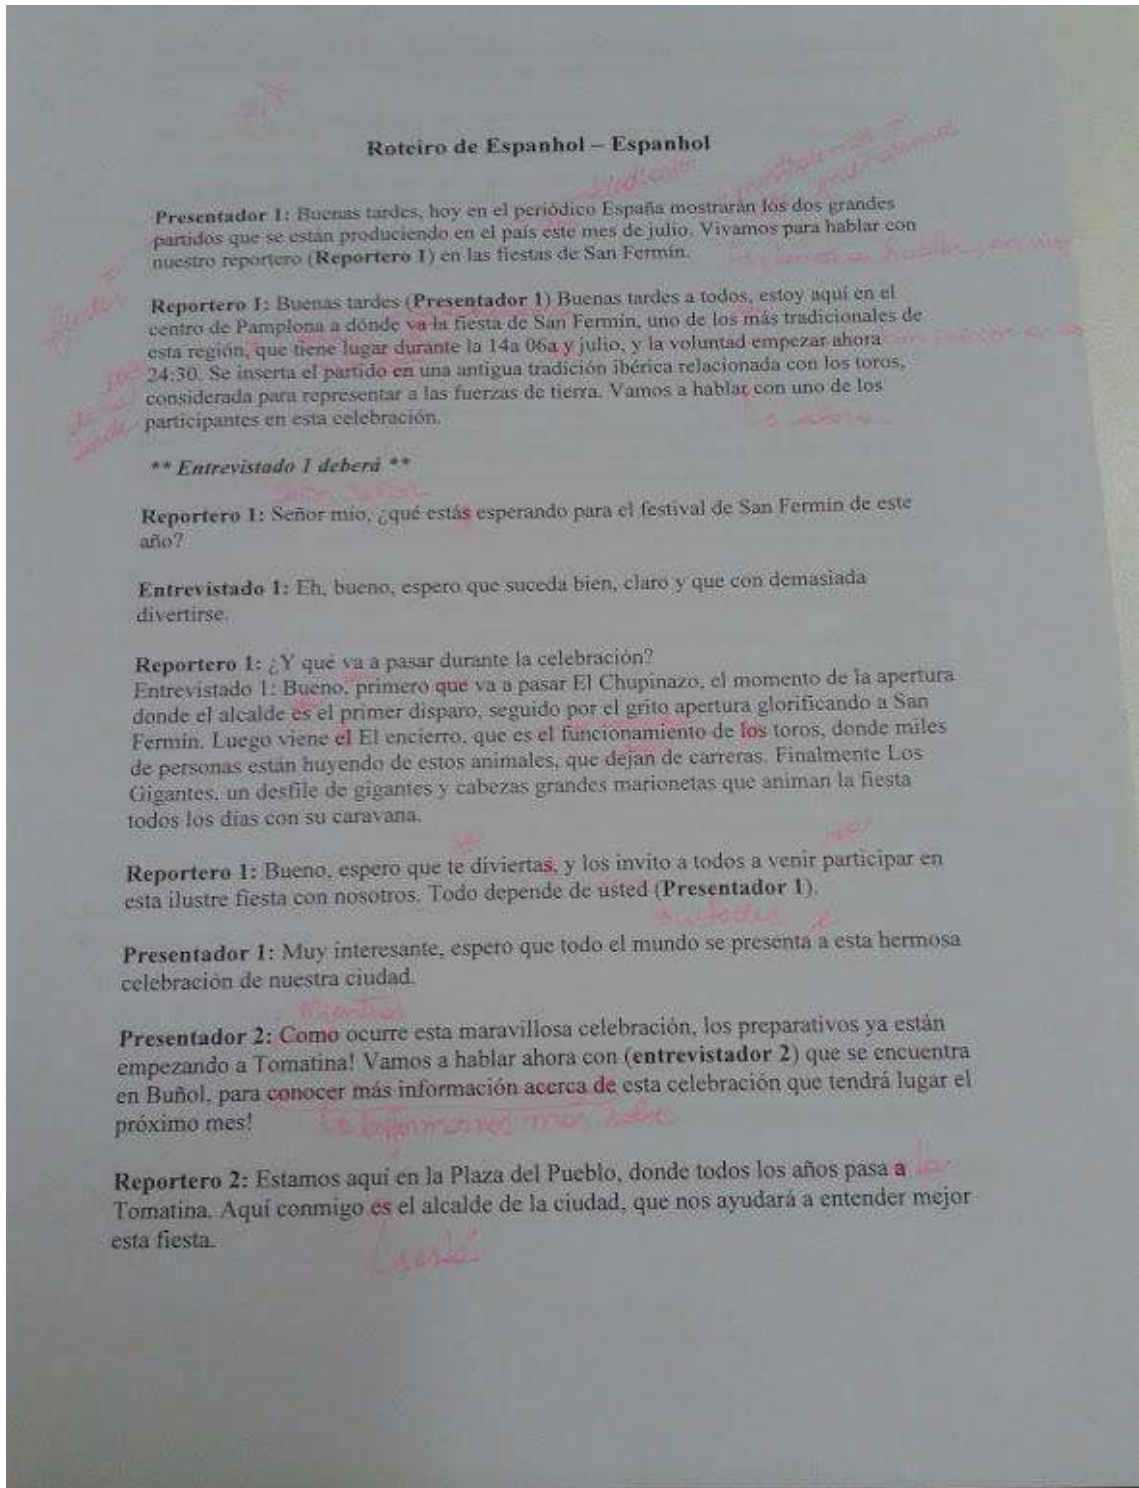 Roteiro de Espanhol – Espanhol
Presentador 1: Buenas tardes, hoy en el periódico España mostrarán los dos grandes
partidos que se están produciendo en el país este mes de julio. Vivamos para hablar con
nuestro reportero (Reportero 1) en las fiestas de San Fermín.
Reportero 1: Buenas tardes (Presentador 1) Buenas tardes a todos, estoy aquí en el
centro de Pamplona a dónde va la fiesta de San Fermín, uno de los más tradicionales de
esta región, que tiene lugar durante la 14a 06a y julio, y la voluntad empezar ahora
24:30. Se inserta el partido en una antigua tradición ibérica relacionada con los toros,
considerada para representar a las fuerzas de tierra. Vamos a hablar con uno de los
participantes en esta celebración.
ahora
** Entrevistado 1 deberá **
Reportero 1: Señor mío, ¿qué estás esperando para el festival de San Fermín de este
año?
Entrevistado 1: Eh, bueno, espero que suceda bien, claro y que con demasiada
divertirse.
Reportero 1: ¿Y qué va a pasar durante la celebración?
Entrevistado 1: Bueno, primero que va a pasar El Chupinazo, el momento de la apertura
donde el alcalde es el primer disparo, seguido por el grito apertura glorificando a San
Fermín. Luego viene el El encierro, que es el funcionamiento de los toros, donde miles
de personas están huyendo de estos animales, que dejan de carreras. Finalmente Los
Gigantes, un desfile de gigantes y cabezas grandes marionetas que animan la fiesta
todos los días con su caravana.
Reportero 1: Bueno, espero que te diviertas, y los invito a todos a venir participar en
esta ilustre fiesta con nosotros. Todo depende de usted (Presentador 1).
Presentador 1: Muy interesante, espero que todo el mundo se presenta a esta hermosa
celebración de nuestra ciudad.
Mientras
Presentador 2: Como ocurre esta maravillosa celebración, los preparativos ya están
empezando a Tomatina! Vamos a hablar ahora con (entrevistador 2) que se encuentra
en Buñol, para conocer más información acerca de esta celebración que tendrá lugar el
próximo mes!
informarnos más sobre
Reportero 2: Estamos aquí en la Plaza del Pueblo, donde todos los años pasa a la
Tomatina. Aquí conmigo es el alcalde de la ciudad, que nos ayudará a entender mejor
esta fiesta.
está